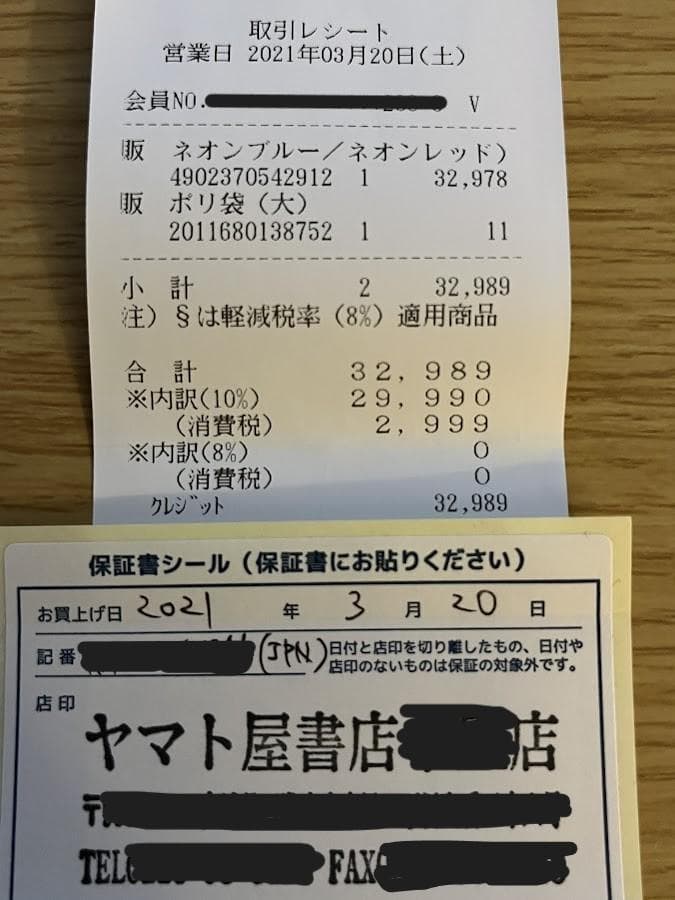 取引レシート
営業日 2021年03月20日(土)
会員NO. V
販 ネオンブルー/ネオンレッド)
4902370542912 1 32,978
販 ポリ袋(大)
2011680138752 1 11
小 計 2 32,989
注) §は軽減税率(8%)適用商品
合 計 32,989
※内訳(10%) 29,990
(消費税) 2,999
※内訳(8%) 0
(消費税) 0
クレジット 32,989
保証書シール(保証書にお貼りください)
お買上げ日 2021 年 3 月 20 日
記番 (JPN) 日付と店印を切り離したもの、日付や
店印のないものは保証の対象外です。
店印
ヤマト屋書店 店
〒
TEL FAX